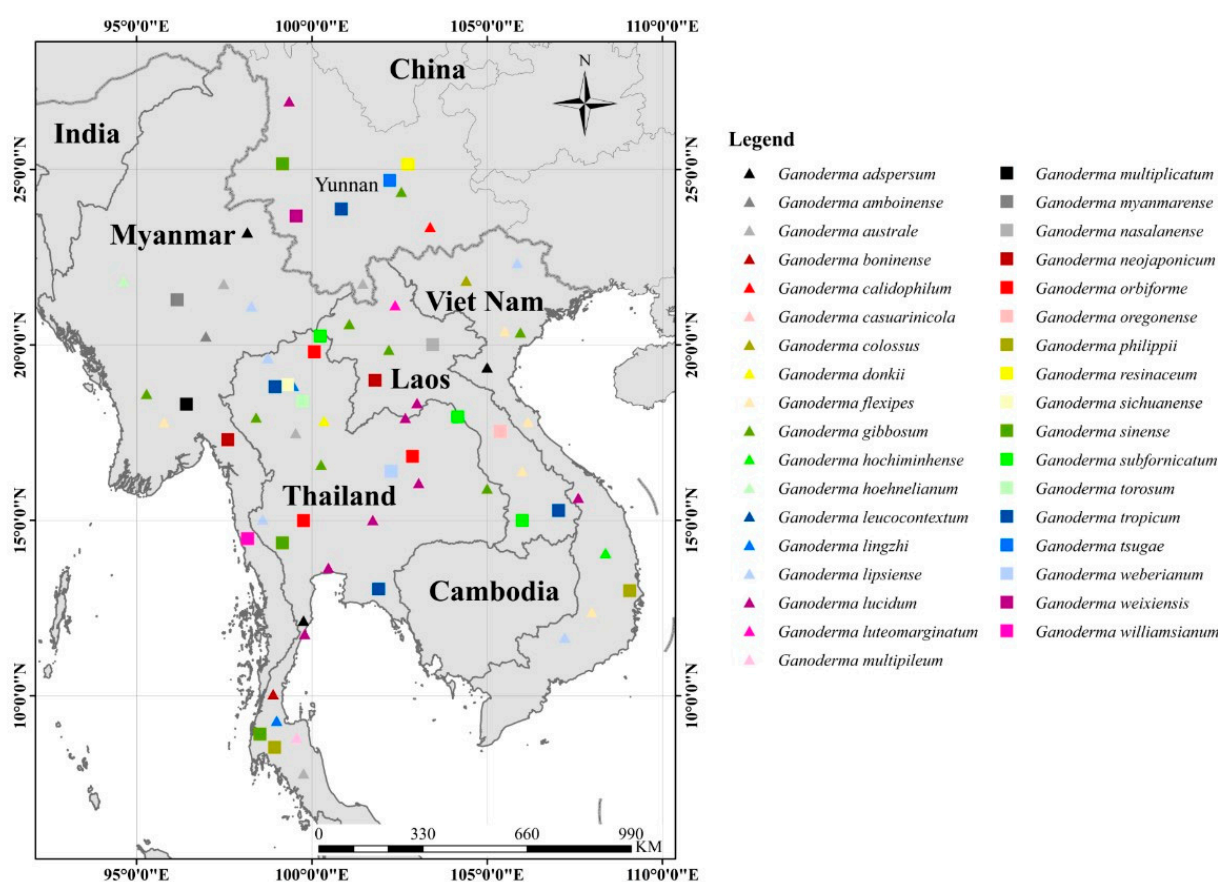 95°0'0"E 100°0'0"E 105°0'0"E 110°0'0"E
China
N
India
25°0'0"N 25°0'0"N
Yunnan
Myanmar
Viet Nam
20°0'0"N 20°0'0"N
Laos
Thailand
15°0'0"N 15°0'0"N
Cambodia
10°0'0"N 10°0'0"N
0 330 660 990
KM
95°0'0"E 100°0'0"E 105°0'0"E 110°0'0"E
Legend
Ganoderma adspersum
Ganoderma amboinense
Ganoderma australe
Ganoderma boninense
Ganoderma calidophilum
Ganoderma casuarinicola
Ganoderma colossus
Ganoderma donkii
Ganoderma flexipes
Ganoderma gibbosum
Ganoderma hochiminhense
Ganoderma hoehnelianum
Ganoderma leucocontextum
Ganoderma lingzhi
Ganoderma lipsiense
Ganoderma lucidum
Ganoderma luteomarginatum
Ganoderma multipileum
Ganoderma multiplicatum
Ganoderma myanmarense
Ganoderma nasalanense
Ganoderma neojaponicum
Ganoderma orbiforme
Ganoderma oregonense
Ganoderma philippii
Ganoderma resinaceum
Ganoderma sichuanense
Ganoderma sinense
Ganoderma subfornicatum
Ganoderma torosum
Ganoderma tropicum
Ganoderma tsugae
Ganoderma weberianum
Ganoderma weixiensis
Ganoderma williamsianum